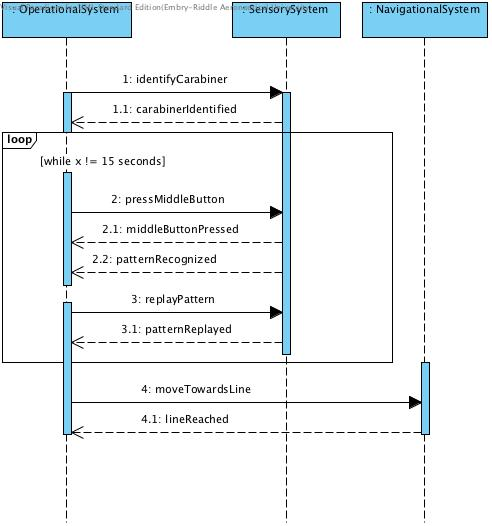 : OperationalSystem
: SensorySystem
: NavigationalSystem
1: identifyCarabiner
1.1: carabinerIdentified
loop
[while x != 15 seconds]
2: pressMiddleButton
2.1: middleButtonPressed
2.2: patternRecognized
3: replayPattern
3.1: patternReplayed
4: moveTowardsLine
4.1: lineReached